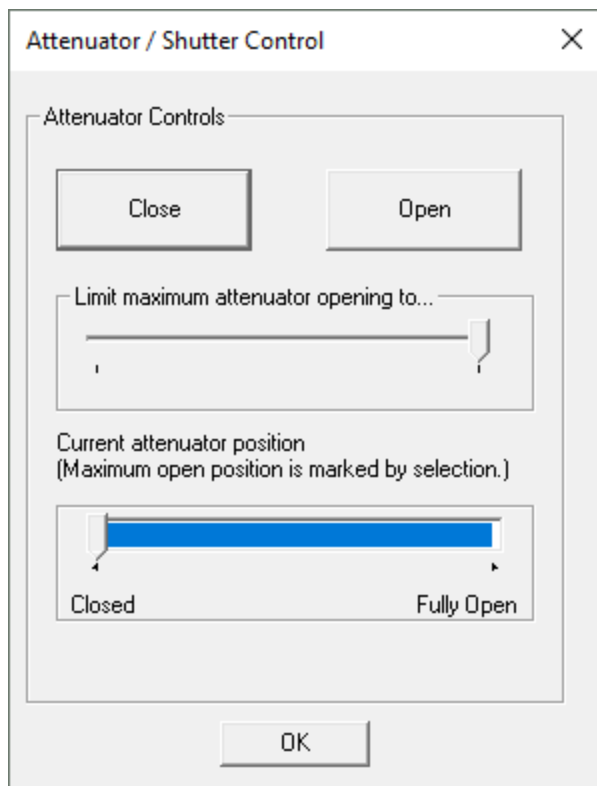 Attenuator / Shutter Control
Attenuator Controls
Close
Open
Limit maximum attenuator opening to...
Current attenuator position
(Maximum open position is marked by selection.)
Closed
Fully Open
OK